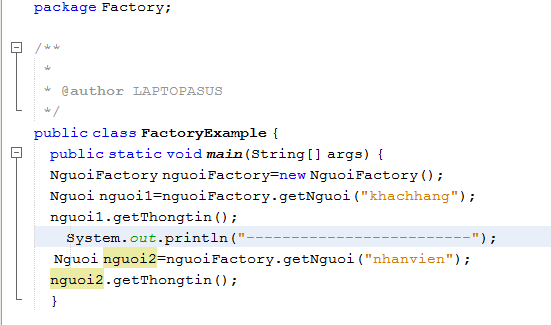 package Factory;
/**
 *
 * @author LAPTOPASUS
 */
public class FactoryExample {
public static void main(String[] args) {
NguoiFactory nguoiFactory=new NguoiFactory();
Nguoi nguoi1=nguoiFactory.getNguoi("khachhang");
nguoi1.getThongtin();
System.out.println("-------------------------");
Nguoi nguoi2=nguoiFactory.getNguoi("nhanvien");
nguoi2.getThongtin();
}